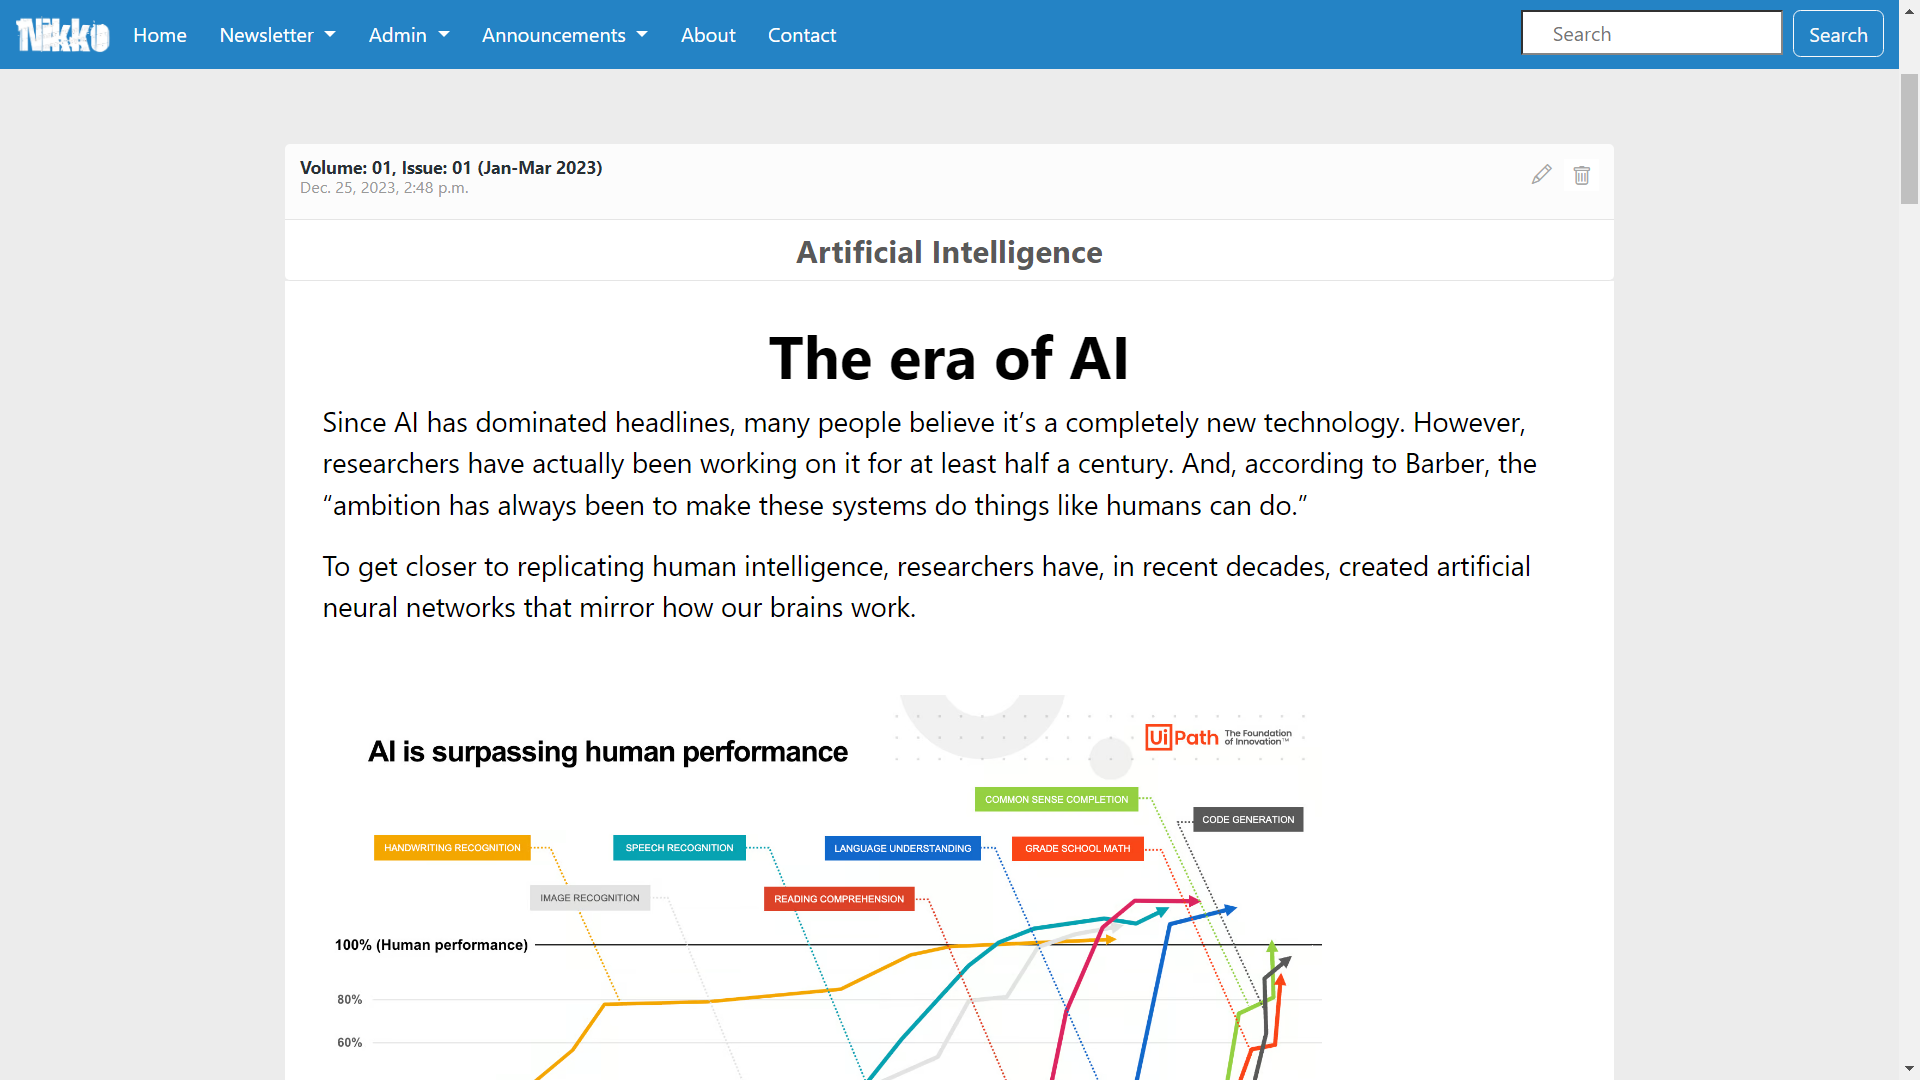 Nikko Home Newsletter Admin Announcements About Contact Search Search
Volume: 01, Issue: 01 (Jan-Mar 2023)
Dec. 25, 2023, 2:48 p.m.
Artificial Intelligence
The era of AI
Since AI has dominated headlines, many people believe it’s a completely new technology. However,
researchers have actually been working on it for at least half a century. And, according to Barber, the
“ambition has always been to make these systems do things like humans can do.”
To get closer to replicating human intelligence, researchers have, in recent decades, created artificial
neural networks that mirror how our brains work.
AI is surpassing human performance
UiPath The Foundation
of Innovation™
COMMON SENSE COMPLETION
CODE GENERATION
HANDWRITING RECOGNITION
SPEECH RECOGNITION
LANGUAGE UNDERSTANDING
GRADE SCHOOL MATH
IMAGE RECOGNITION
READING COMPREHENSION
100% (Human performance)
80%
60%